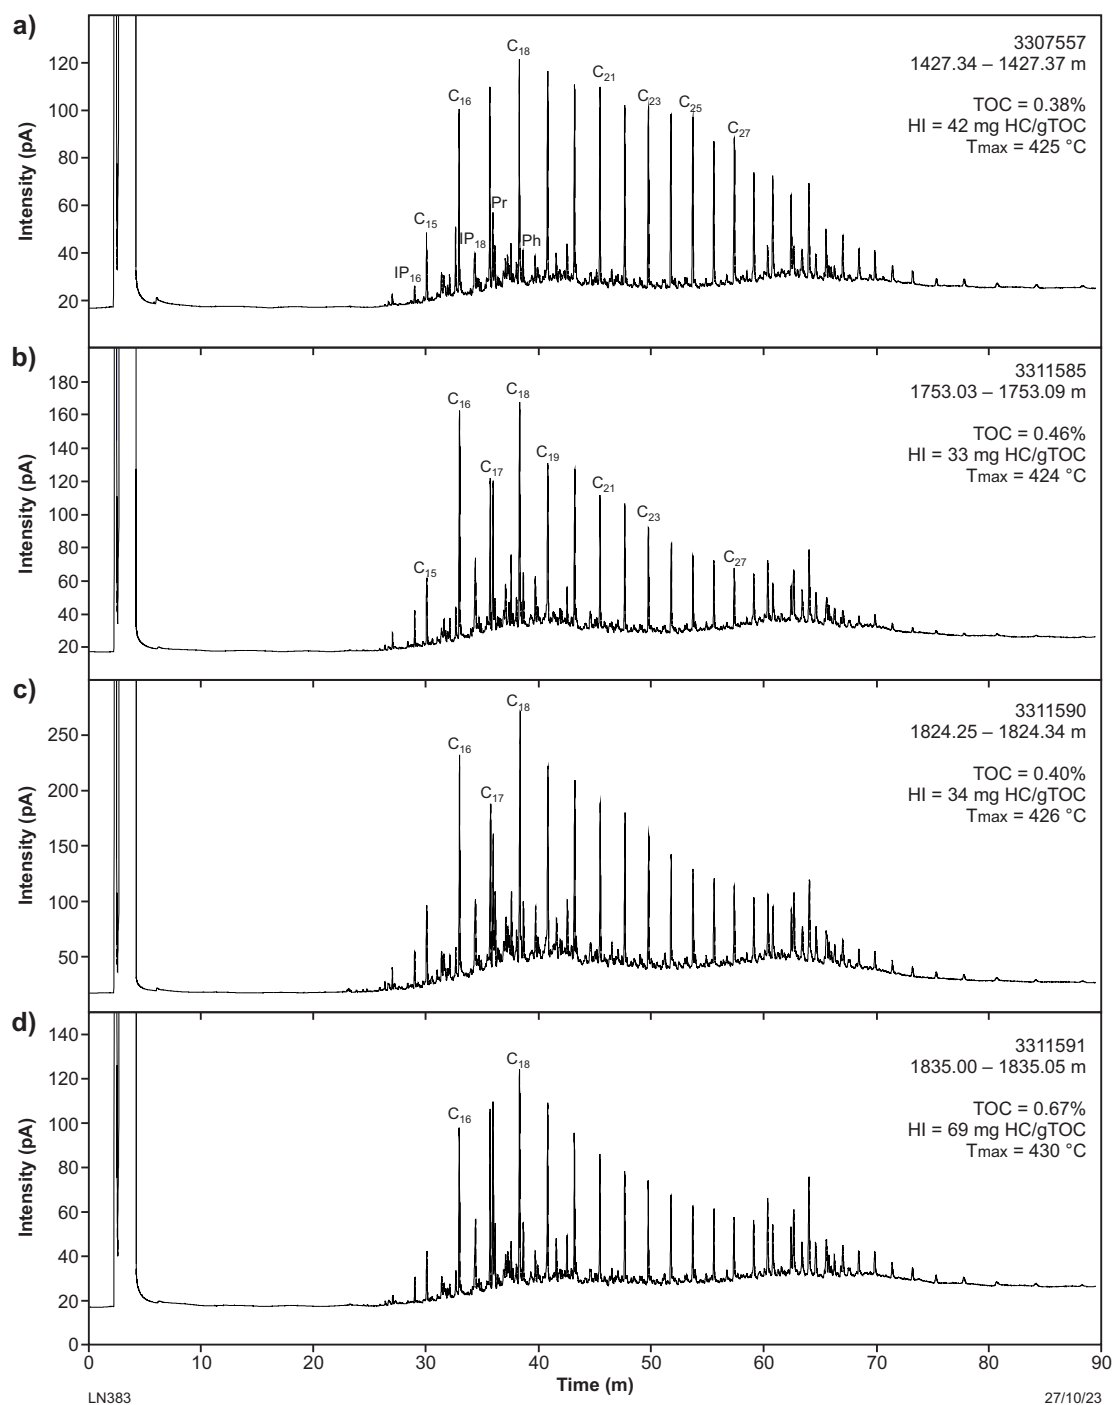 a)
3307557
1427.34 – 1427.37 m
TOC = 0.38%
HI = 42 mg HC/gTOC
Tmax = 425 °C
Intensity (pA)
120
100
80
60
40
20
IP16
C15
C16
IP18
Pr
C18
Ph
C21
C23
C25
C27
b)
3311585
1753.03 – 1753.09 m
TOC = 0.46%
HI = 33 mg HC/gTOC
Tmax = 424 °C
Intensity (pA)
180
160
140
120
100
80
60
40
20
C15
C16
C17
C18
C19
C21
C23
C27
c)
3311590
1824.25 – 1824.34 m
TOC = 0.40%
HI = 34 mg HC/gTOC
Tmax = 426 °C
Intensity (pA)
250
200
150
100
50
C16
C17
C18
d)
3311591
1835.00 – 1835.05 m
TOC = 0.67%
HI = 69 mg HC/gTOC
Tmax = 430 °C
Intensity (pA)
140
120
100
80
60
40
20
0
C16
C18
0 10 20 30 40 50 60 70 80 90
Time (m)
LN383
27/10/23